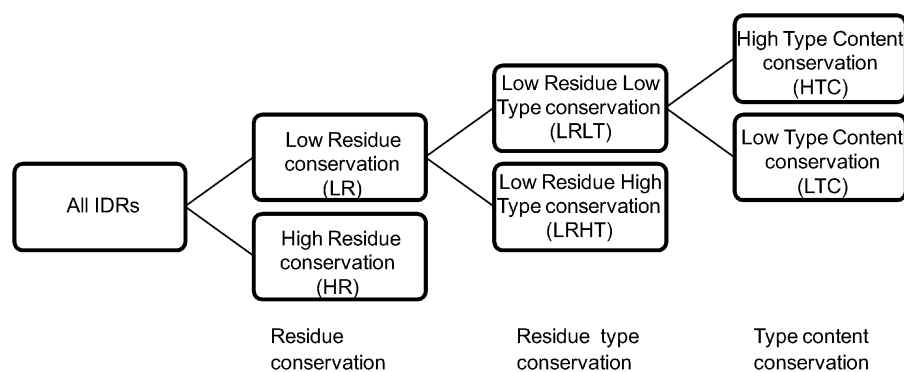 All IDRs
Low Residue
conservation
(LR)
High Residue
conservation
(HR)
Low Residue Low
Type conservation
(LRLT)
Low Residue High
Type conservation
(LRHT)
High Type Content
conservation
(HTC)
Low Type Content
conservation
(LTC)
Residue
conservation
Residue type
conservation
Type content
conservation